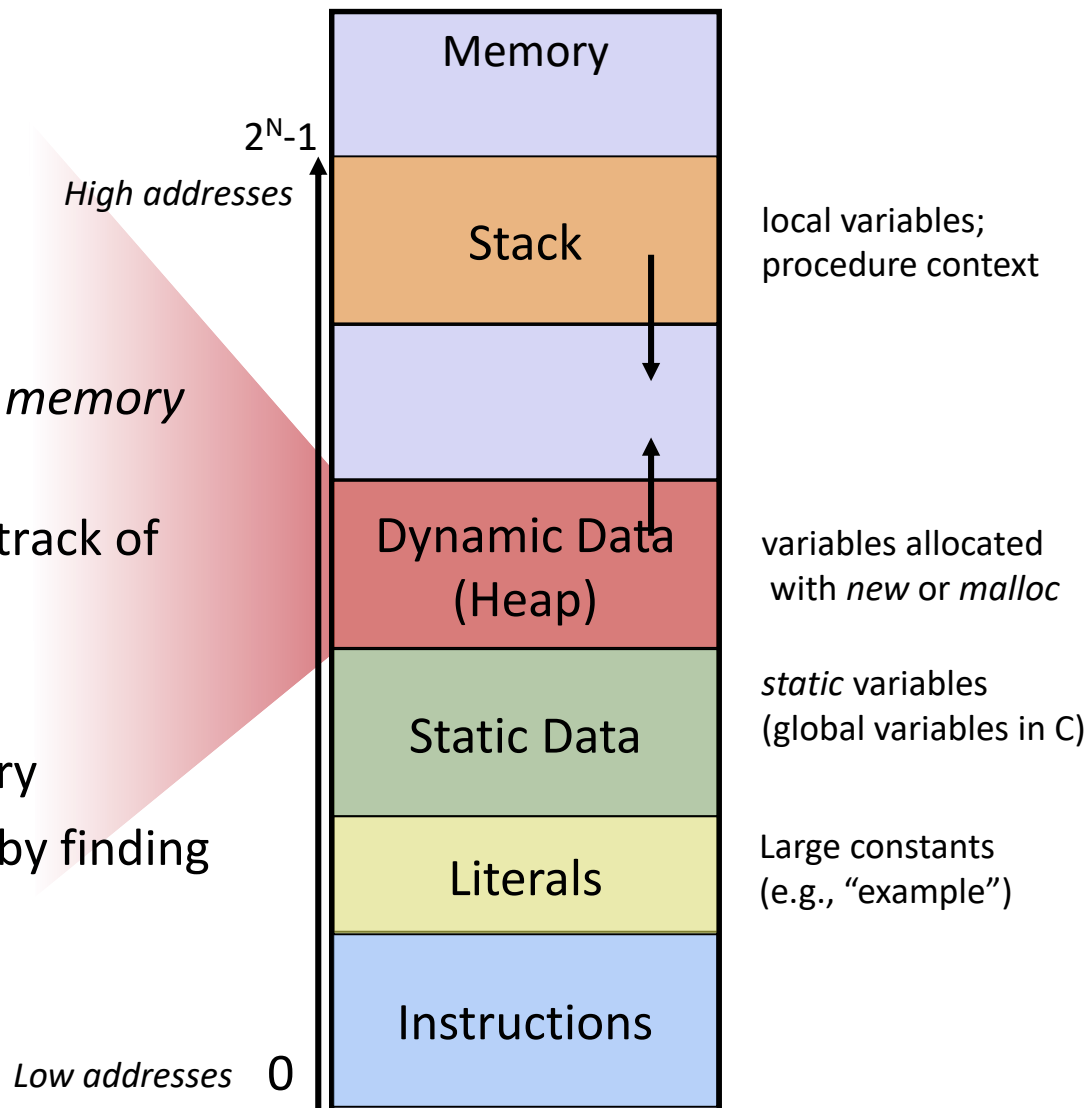 Memory
2ᴺ-1
High addresses
Stack
local variables;
procedure context
memory
track of
Dynamic Data
(Heap)
variables allocated
with new or malloc
static variables
(global variables in C)
Static Data
ry
by finding
Literals
Large constants
(e.g., “example”)
Instructions
Low addresses 0